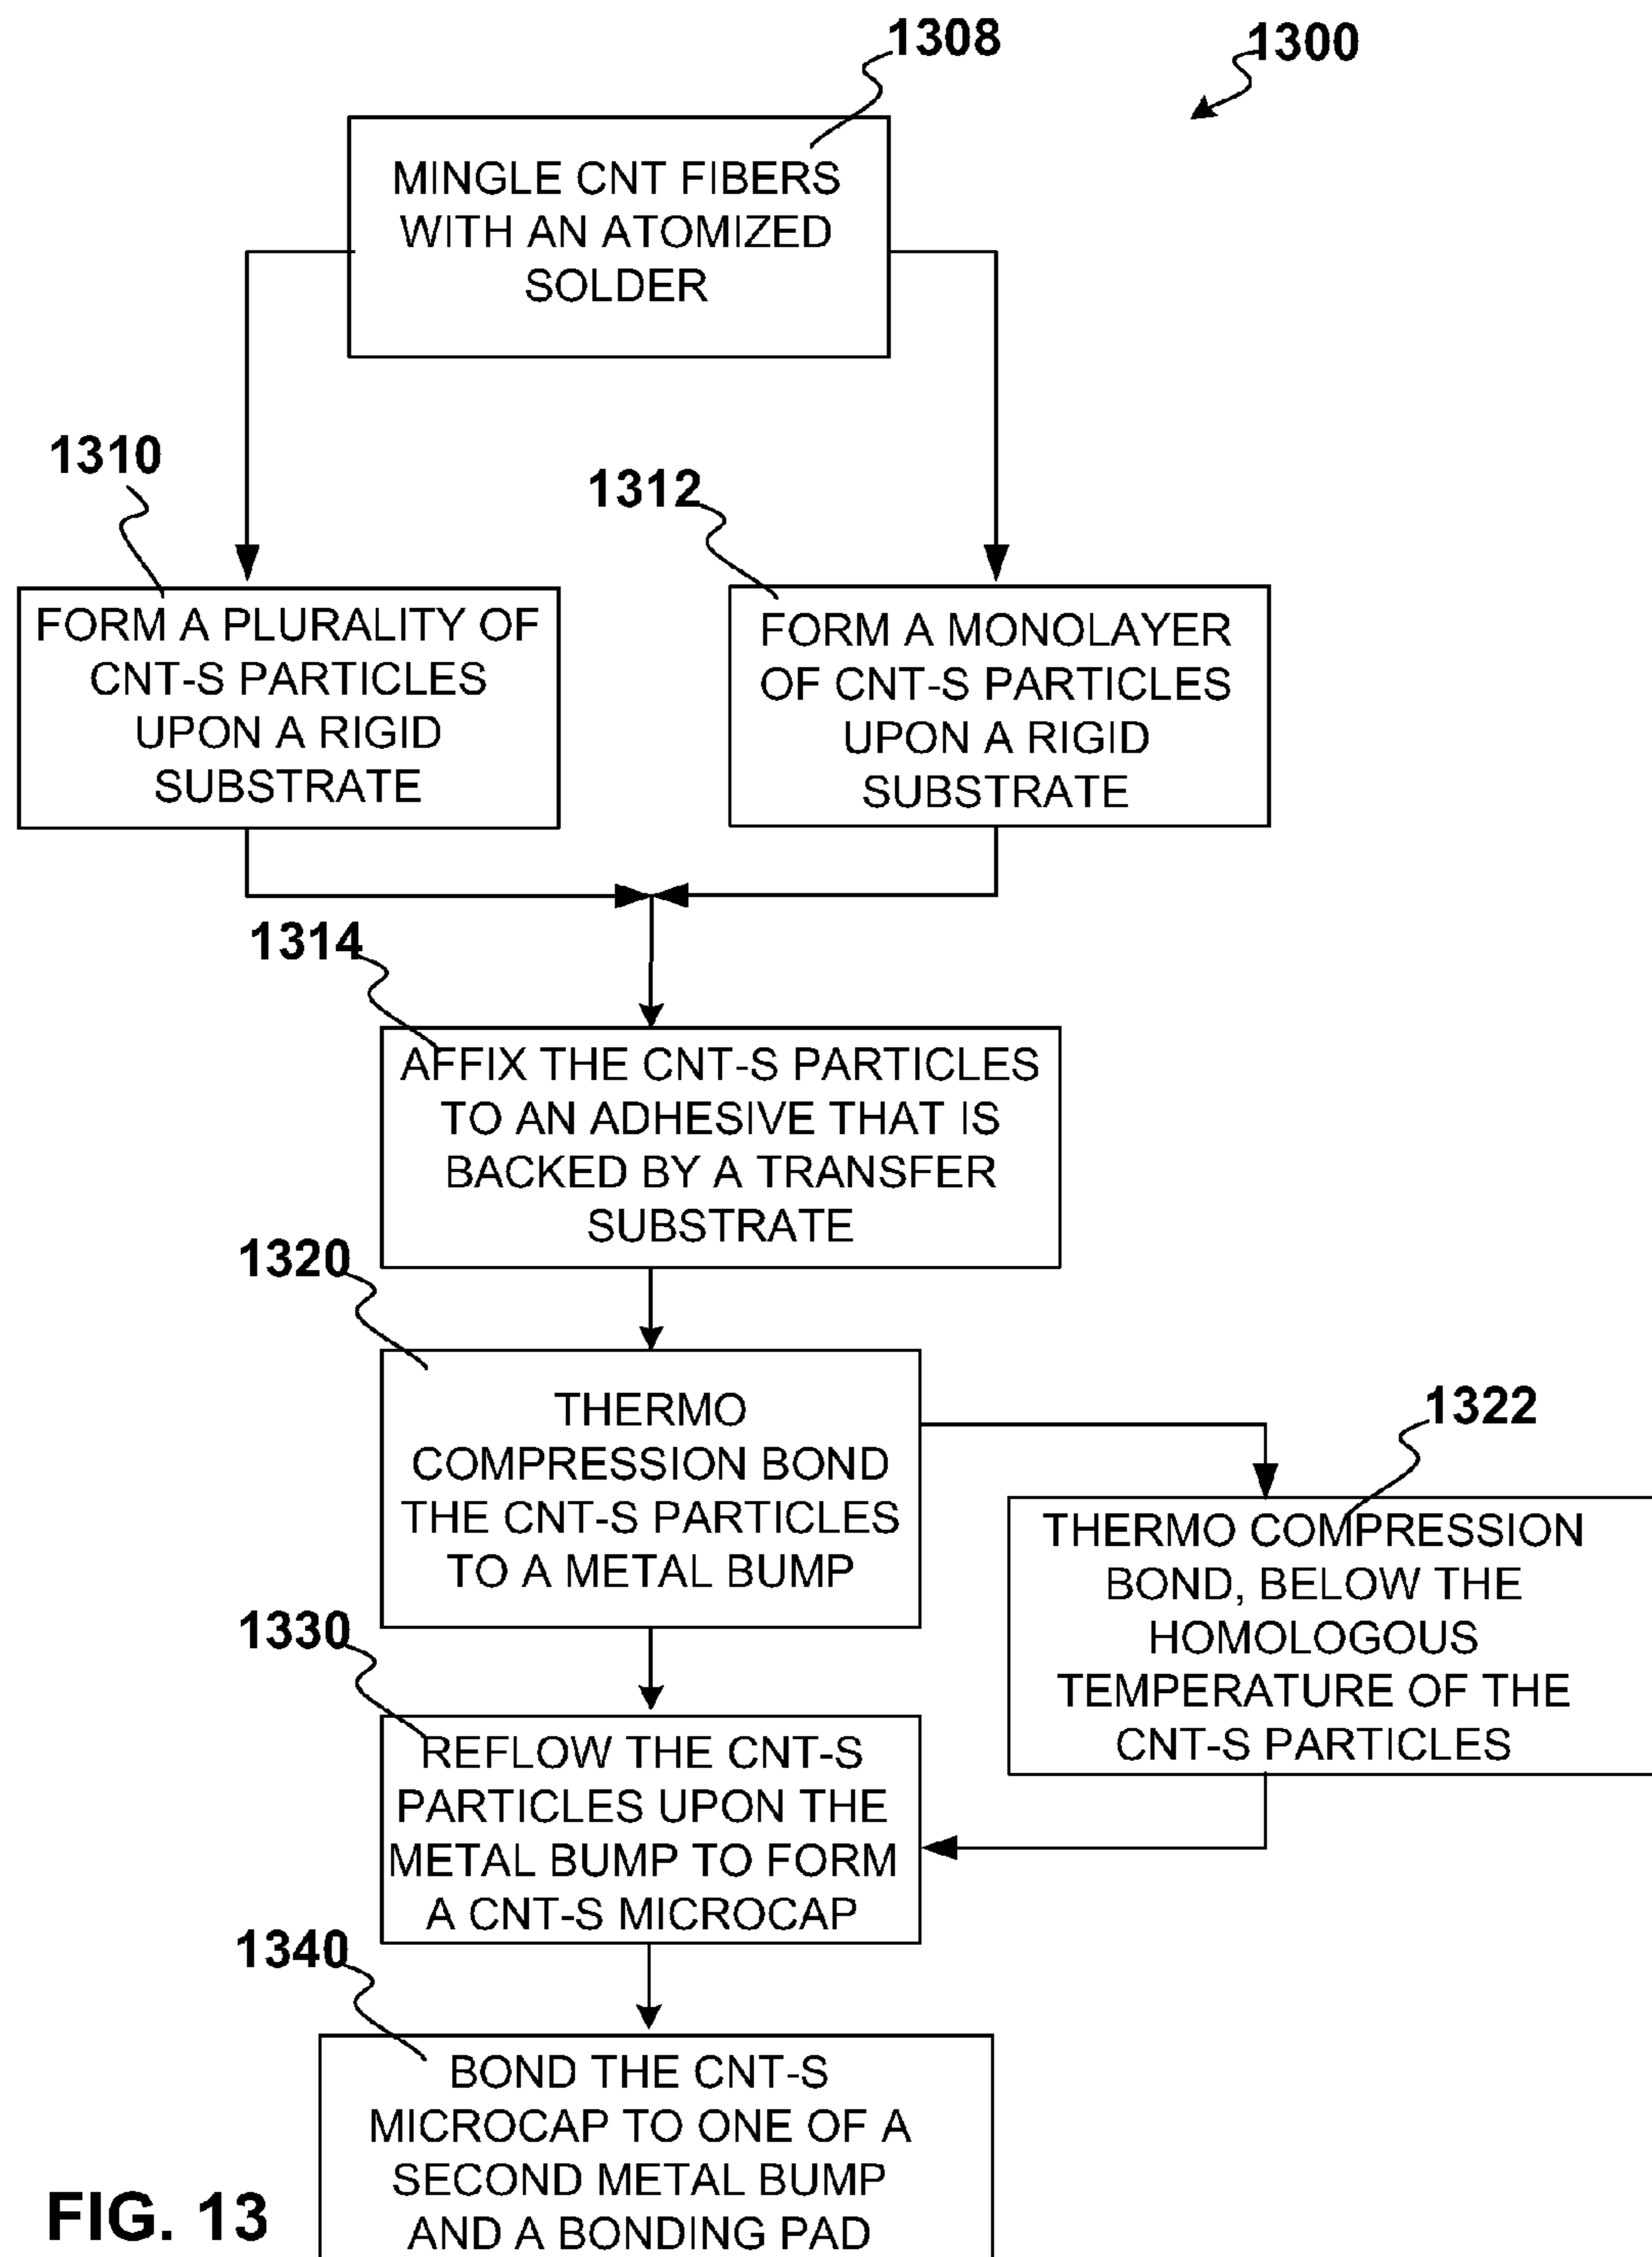 1308
1300
MINGLE CNT FIBERS
WITH AN ATOMIZED
SOLDER
1310
1312
FORM A PLURALITY OF
CNT-S PARTICLES
UPON A RIGID
SUBSTRATE
FORM A MONOLAYER
OF CNT-S PARTICLES
UPON A RIGID
SUBSTRATE
1314
AFFIX THE CNT-S PARTICLES
TO AN ADHESIVE THAT IS
BACKED BY A TRANSFER
SUBSTRATE
1320
THERMO
COMPRESSION BOND
THE CNT-S PARTICLES
TO A METAL BUMP
1322
THERMO COMPRESSION
BOND, BELOW THE
HOMOLOGOUS
TEMPERATURE OF THE
CNT-S PARTICLES
1330
REFLOW THE CNT-S
PARTICLES UPON THE
METAL BUMP TO FORM
A CNT-S MICROCAP
1340
BOND THE CNT-S
MICROCAP TO ONE OF A
SECOND METAL BUMP
AND A BONDING PAD
FIG. 13